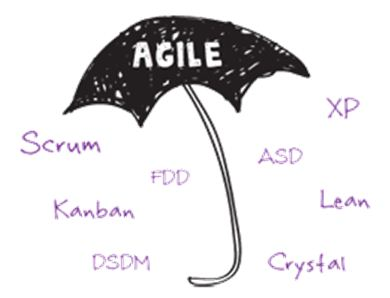 AGILE
XP
Scrum
ASD
FDD
Lean
Kanban
DSDM
Crystal